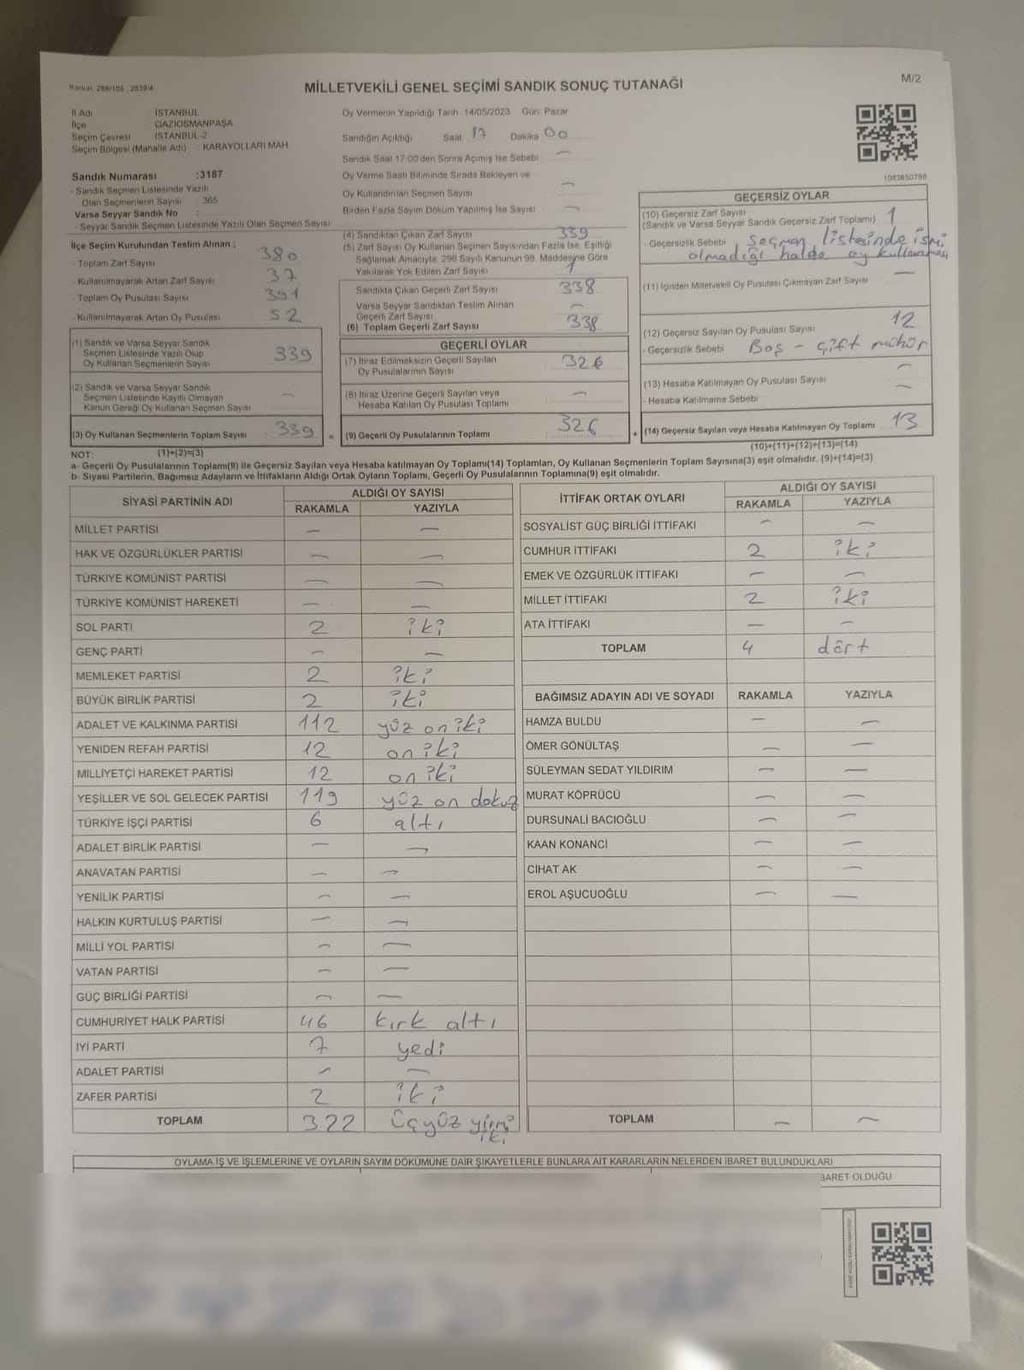 MİLLETVEKİLİ GENEL SEÇİMİ SANDIK SONUÇ TUTANAĞI
M/2
İl Adı İSTANBUL
İlçe GAZİOSMANPAŞA
Seçim Çevresi İSTANBUL-2
Seçim Bölgesi (Mahalle Adı) : KARAYOLLARI MAH.
Sandık Numarası :3187
- Sandık Seçmen Listesinde Yazılı
Olan Seçmenlerin Sayısı : 365
Varsa Seyyar Sandık No
- Seyyar Sandık Seçmen Listesinde Yazılı Olan Seçmen Sayısı
İlçe Seçim Kurulundan Teslim Alınan ;
- Toplam Zarf Sayısı 380
- Kullanılmayarak Artan Zarf Sayısı 37
- Toplam Oy Pusulası Sayısı 391
- Kullanılmayarak Artan Oy Pusulası 52
(1) Sandık ve Varsa Seyyar Sandık
Seçmen Listesinde Yazılı Olup
Oy Kullanan Seçmenlerin Sayısı 339
(2) Sandık ve Varsa Seyyar Sandık
Seçmen Listesinde Kayıtlı Olmayan
Kanun Gereği Oy Kullanan Seçmen Sayısı —
(3) Oy Kullanan Seçmenlerin Toplam Sayısı 339 =
Oy Vermenin Yapıldığı Tarih 14/05/2023 Gün: Pazar
Sandığın Açıldığı Saat 17 Dakika 00
Sandık Saat 17:00'den Sonra Açılmış İse Sebebi —
Oy Verme Saati Bitiminde Sırada Bekleyen ve
Oy Kullandırılan Seçmen Sayısı —
Birden Fazla Sayım Döküm Yapılmış İse Sayısı —
(4) Sandıktan Çıkan Zarf Sayısı 339
(5) Zarf Sayısı Oy Kullanan Seçmen Sayısından Fazla İse, Eşitliği
Sağlamak Amacıyla, 298 Sayılı Kanunun 98. Maddesine Göre
Yakılarak Yok Edilen Zarf Sayısı 1
Sandıkta Çıkan Geçerli Zarf Sayısı 338
Varsa Seyyar Sandıktan Teslim Alınan
Geçerli Zarf Sayısı —
(6) Toplam Geçerli Zarf Sayısı 338
GEÇERLİ OYLAR
(7) İtiraz Edilmeksizin Geçerli Sayılan
Oy Pusulalarının Sayısı 326
(8) İtiraz Üzerine Geçerli Sayılan veya
Hesaba Katılan Oy Pusulası Toplamı —
(9) Geçerli Oy Pusulalarının Toplamı 326 +
1083650798
GEÇERSİZ OYLAR
(10) Geçersiz Zarf Sayısı 1
(Sandık ve Varsa Seyyar Sandık Geçersiz Zarf Toplamı)
- Geçersizlik Sebebi Seçmen listesinde ismi
olmadığı halde oy kullanması
(11) İçinden Milletvekili Oy Pusulası Çıkmayan Zarf Sayısı —
(12) Geçersiz Sayılan Oy Pusulası Sayısı 12
- Geçersizlik Sebebi Boş - çift mühür
(13) Hesaba Katılmayan Oy Pusulası Sayısı —
- Hesaba Katılmama Sebebi —
(14) Geçersiz Sayılan veya Hesaba Katılmayan Oy Toplamı 13
NOT: (1)+(2)=(3) (10)+(11)+(12)+(13)=(14)
a- Geçerli Oy Pusulalarının Toplamı(9) ile Geçersiz Sayılan veya Hesaba katılmayan Oy Toplamı(14) Toplamları, Oy Kullanan Seçmenlerin Toplam Sayısına(3) eşit olmalıdır. (9)+(14)=(3)
b- Siyasi Partilerin, Bağımsız Adayların ve İttifakların Aldığı Ortak Oyların Toplamı, Geçerli Oy Pusulalarının Toplamına(9) eşit olmalıdır.
SİYASİ PARTİNİN ADI ALDIĞI OY SAYISI
RAKAMLA YAZIYLA
MİLLET PARTİSİ — —
HAK VE ÖZGÜRLÜKLER PARTİSİ — —
TÜRKİYE KOMÜNİST PARTİSİ — —
TÜRKİYE KOMÜNİST HAREKETİ — —
SOL PARTİ 2 iki
GENÇ PARTİ — —
MEMLEKET PARTİSİ 2 iki
BÜYÜK BİRLİK PARTİSİ 2 iki
ADALET VE KALKINMA PARTİSİ 112 yüz on iki
YENİDEN REFAH PARTİSİ 12 on iki
MİLLİYETÇİ HAREKET PARTİSİ 12 on iki
YEŞİLLER VE SOL GELECEK PARTİSİ 119 yüz on dokuz
TÜRKİYE İŞÇİ PARTİSİ 6 altı
ADALET BİRLİK PARTİSİ — —
ANAVATAN PARTİSİ — —
YENİLİK PARTİSİ — —
HALKIN KURTULUŞ PARTİSİ — —
MİLLİ YOL PARTİSİ — —
VATAN PARTİSİ — —
GÜÇ BİRLİĞİ PARTİSİ — —
CUMHURİYET HALK PARTİSİ 46 kırk altı
İYİ PARTİ 7 yedi
ADALET PARTİSİ — —
ZAFER PARTİSİ 2 iki
TOPLAM 322 üçyüz yirmi
iki
İTTİFAK ORTAK OYLARI ALDIĞI OY SAYISI
RAKAMLA YAZIYLA
SOSYALİST GÜÇ BİRLİĞİ İTTİFAKI — —
CUMHUR İTTİFAKI 2 iki
EMEK VE ÖZGÜRLÜK İTTİFAKI — —
MİLLET İTTİFAKI 2 iki
ATA İTTİFAKI — —
TOPLAM 4 dört
BAĞIMSIZ ADAYIN ADI VE SOYADI RAKAMLA YAZIYLA
HAMZA BULDU — —
ÖMER GÖNÜLTAŞ — —
SÜLEYMAN SEDAT YILDIRIM — —
MURAT KÖPRÜCÜ — —
DURSUNALİ BACIOĞLU — —
KAAN KONANCI — —
CİHAT AK — —
EROL AŞUCUOĞLU — —
TOPLAM — —
OYLAMA İŞ VE İŞLEMLERİNE VE OYLARIN SAYIM DÖKÜMÜNE DAİR ŞİKAYETLERLE BUNLARA AİT KARARLARIN NELERDEN İBARET BULUNDUKLARI
BARET OLDUĞU